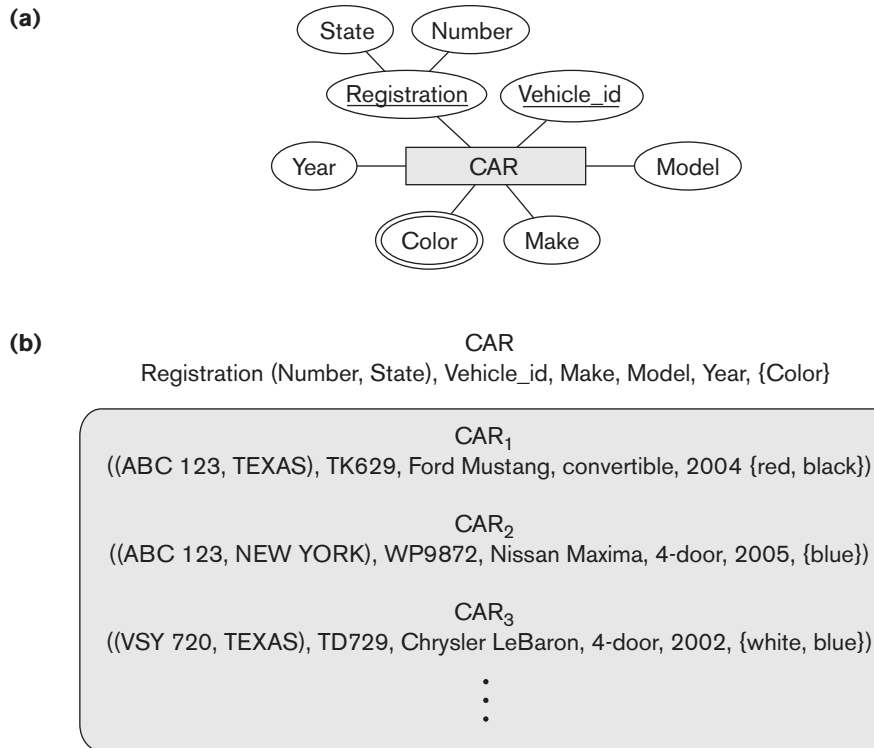 (a)
State
Number
Registration
Vehicle_id
Year
CAR
Model
Color
Make
(b)
CAR
Registration (Number, State), Vehicle_id, Make, Model, Year, {Color}
CAR₁
((ABC 123, TEXAS), TK629, Ford Mustang, convertible, 2004 {red, black})
CAR₂
((ABC 123, NEW YORK), WP9872, Nissan Maxima, 4-door, 2005, {blue})
CAR₃
((VSY 720, TEXAS), TD729, Chrysler LeBaron, 4-door, 2002, {white, blue})